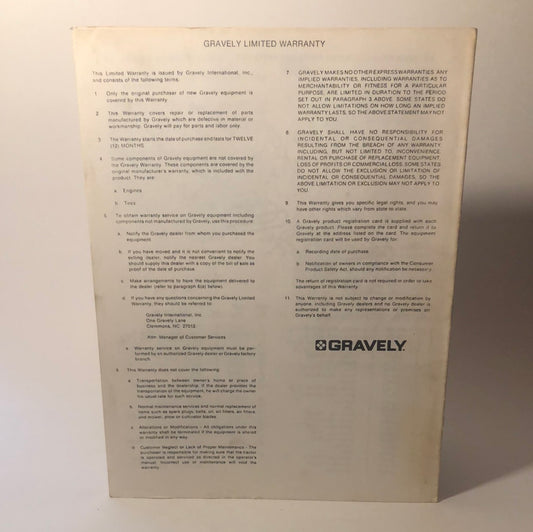 GRAVELY LIMITED WARRANTY
This Limited Warranty is issued by Gravely International, Inc.,
and consists of the following terms.
1 Only the original purchaser of new Gravely equipment is
covered by this Warranty.
2 This Warranty covers repair or replacement of parts
manufactured by Gravely which are defective in material or
workmanship. Gravely will pay for parts and labor only.
3. This Warranty starts the date of purchase and lasts for TWELVE
(12) MONTHS
4 Some components of Gravely equipment are not covered by
the Gravely Warranty. These components are covered by the
original manufacturer's warranty, which is included with the
product. They are:
a. Engines
b. Tires
5. To obtain warranty service on Gravely equipment including
components not manufactured by Gravely, use this procedure:
a. Notify the Gravely dealer from whom you purchased the
equipment
b. If you have moved and it is not convenient to notify the
selling dealer, notify the nearest Gravely dealer. You
should supply this dealer with a copy of the bill of sale as
proof of the date of purchase.
c. Make arrangements to have the equipment delivered to
the dealer (refer to paragraph 6(a) below).
d. If you have any questions concerning the Gravely Limited
Warranty, they should be referred to:
Gravely International, Inc.
One Gravely Lane
Clemmons, NC 27012
Attn: Manager of Customer Services
e. Warranty service on Gravely equipment must be per-
formed by an authorized Gravely dealer or Gravely factory
branch.
This Warranty does not cover the following:
a. Transportation between owner's home or place of
business and the dealership. If the dealer provides the
transportation of the equipment, he will charge the owner
his usual rate for such service.
b. Normal maintenance services and normal replacement of
items such as spark plugs, belts, oil, oil filters, air filters,
and mower, plow or cultivator blades.
c. Alterations or Modifications - All obligations under this
warranty shall be terminated if the equipment is altered
or modified in any way.
d. Customer Neglect or Lack of Proper Maintenance - The
purchaser is responsible for making sure that the tractor
is operated and serviced as directed in the operator's
manual. Incorrect use or maintenance will void the
warranty.
7. GRAVELY MAKES NO OTHER EXPRESS WARRANTIES. ANY
IMPLIED WARRANTIES, INCLUDING WARRANTIES AS TO
MERCHANTABILITY OR FITNESS FOR A PARTICULAR
PURPOSE, ARE LIMITED IN DURATION TO THE PERIOD
SET OUT IN PARAGRAPH 3 ABOVE. SOME STATES DO
NOT ALLOW LIMITATIONS ON HOW LONG AN IMPLIED
WARRANTY LASTS, SO THE ABOVE STATEMENT MAY NOT
APPLY TO YOU.
8. GRAVELY SHALL HAVE NO RESPONSIBILITY FOR
INCIDENTAL OR CONSEQUENTIAL DAMAGES
RESULTING FROM THE BREACH OF ANY WARRANTY
INCLUDING, BUT NOT LIMITED TO, INCONVENIENCE,
RENTAL OR PURCHASE OF REPLACEMENT EQUIPMENT,
LOSS OF PROFITS OR COMMERCIAL LOSS. SOME STATES
DO NOT ALLOW THE EXCLUSION OR LIMITATION OF
INCIDENTAL OR CONSEQUENTIAL DAMAGES, SO THE
ABOVE LIMITATION OR EXCLUSION MAY NOT APPLY TO
YOU.
9. This Warranty gives you specific legal rights, and you may
have other rights which vary from state to state.
10. A Gravely product registration card is supplied with each
Gravely product. Please complete the card and return it to
Gravely at the address listed on the card. The equipment
registration card will be used by Gravely for:
a. Recording date of purchase.
b. Notification of owners in compliance with the Consumer
Product Safety Act, should any notification be necessary.
The return of registration card is not required in order to take
advantage of this Warranty.
11. This Warranty is not subject to change or modification by
anyone, including Gravely dealers and no Gravely dealer is
authorized to make any representations or promises on
Gravely's behalf.
GRAVELY